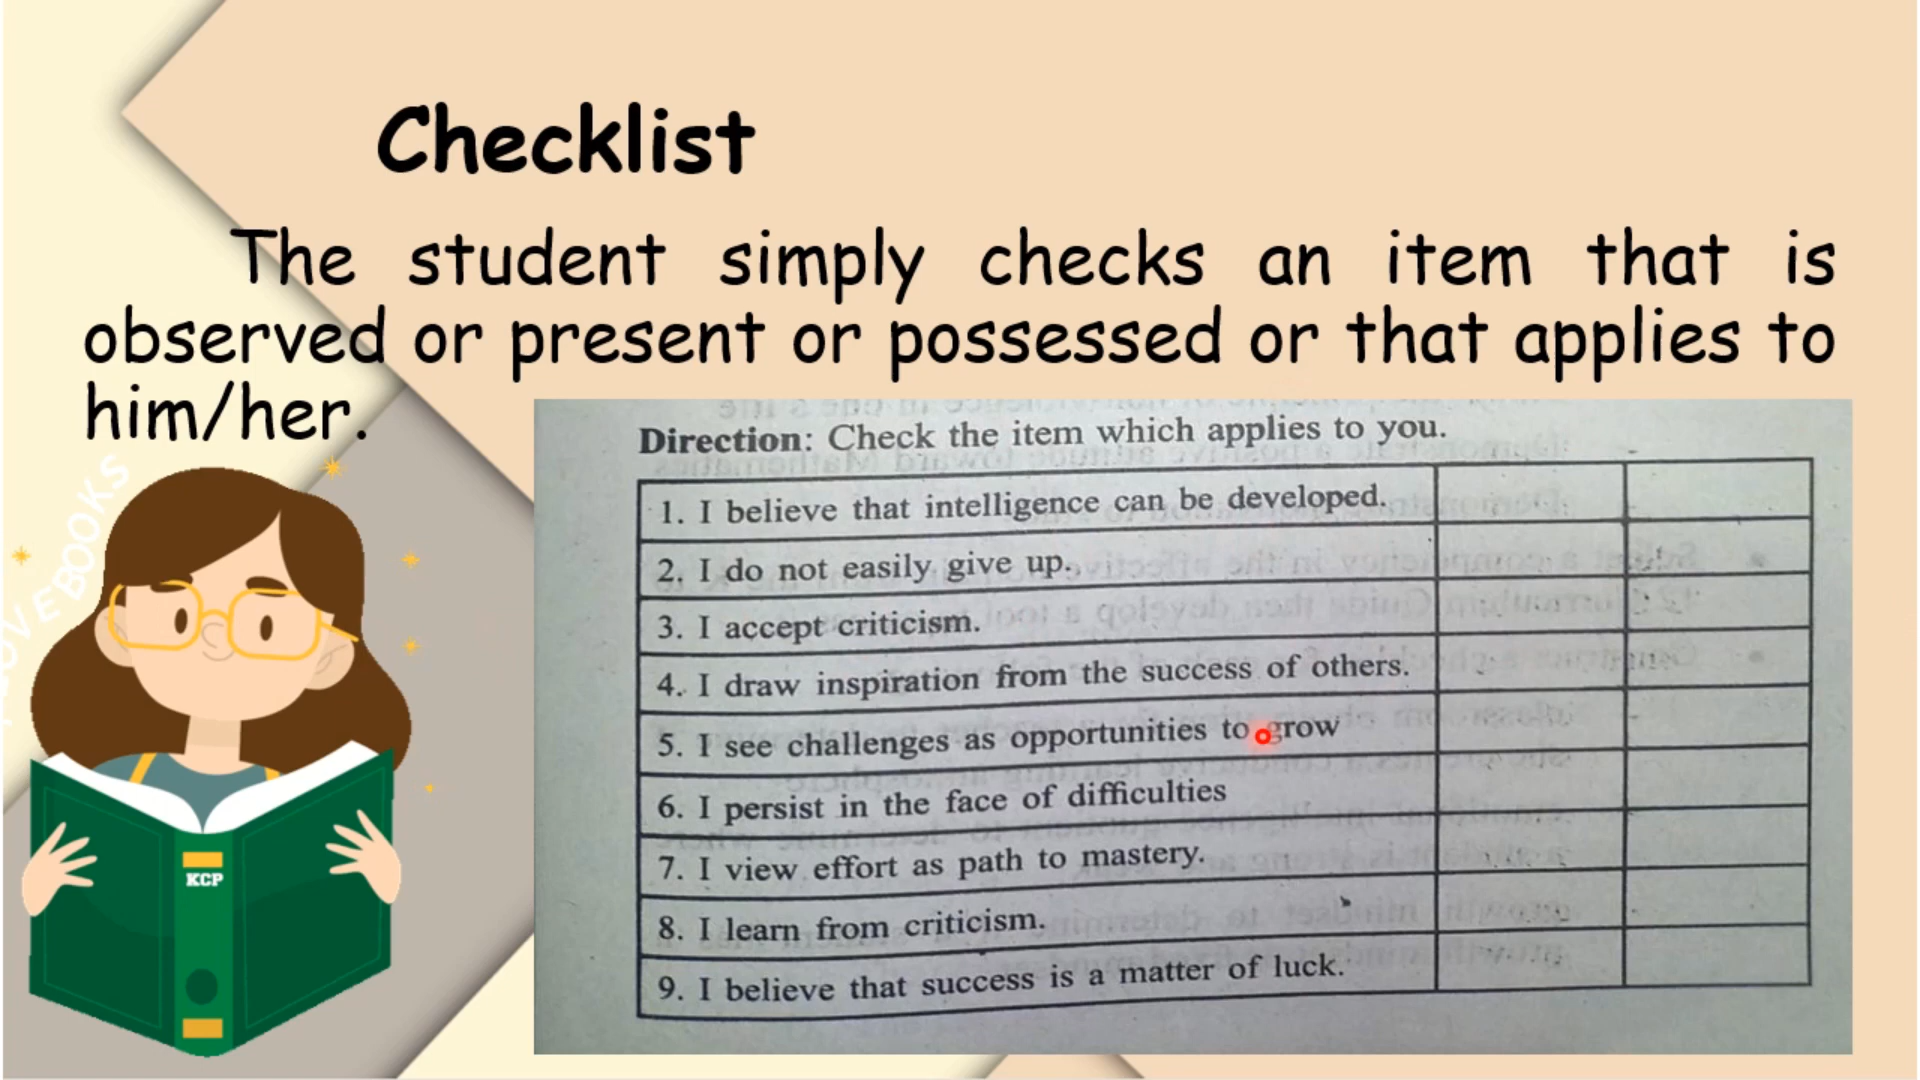 Checklist
The student simply checks an item that is
observed or present or possessed or that applies to
him/her.
EBOOKS
KCP
Direction: Check the item which applies to you.
1. I believe that intelligence can be developed.
2. I do not easily give up.
3. I accept criticism.
4. I draw inspiration from the success of others.
5. I see challenges as opportunities to grow
6. I persist in the face of difficulties
7. I view effort as path to mastery.
8. I learn from criticism.
9. I believe that success is a matter of luck.